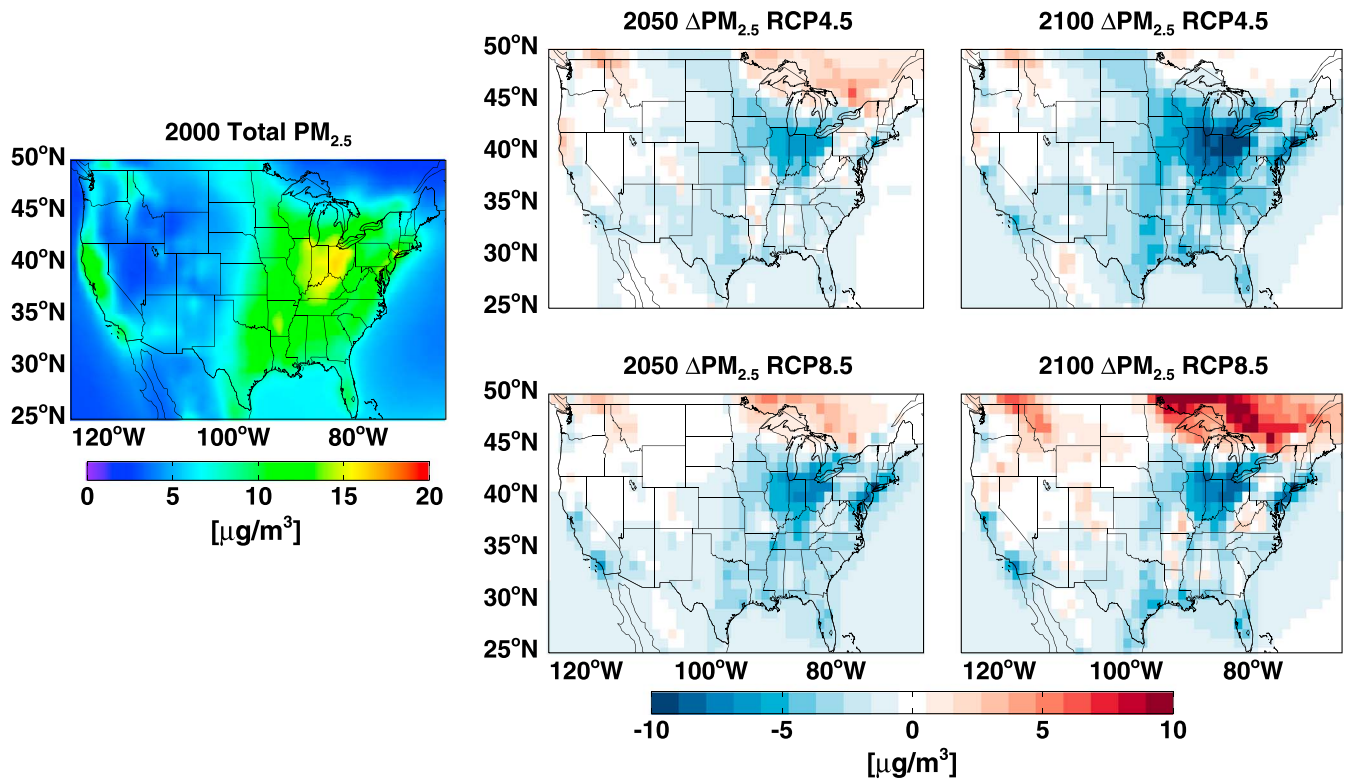 2000 Total PM2.5
50°N
45°N
40°N
35°N
30°N
25°N
120°W 100°W 80°W
0 5 10 15 20
[μg/m³]
2050 ΔPM2.5 RCP4.5 2100 ΔPM2.5 RCP4.5
50°N
45°N
40°N
35°N
30°N
25°N
2050 ΔPM2.5 RCP8.5 2100 ΔPM2.5 RCP8.5
50°N
45°N
40°N
35°N
30°N
25°N
120°W 100°W 80°W 120°W 100°W 80°W
-10 -5 0 5 10
[μg/m³]